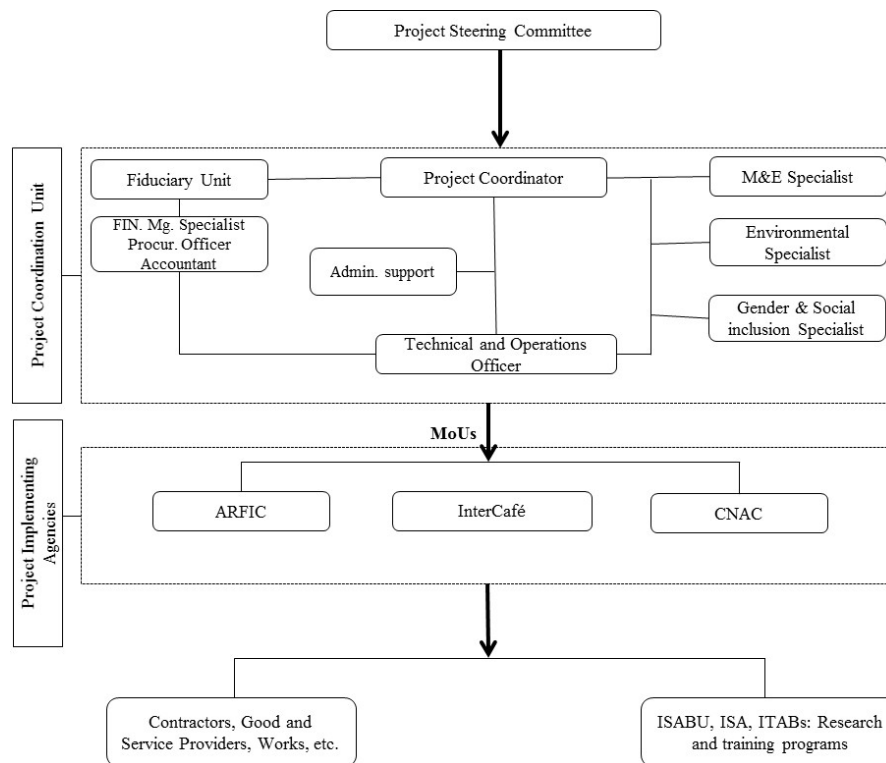 Project Steering Committee
Project Coordination Unit
Fiduciary Unit
Project Coordinator
M&E Specialist
FIN. Mg. Specialist
Procur. Officer
Accountant
Environmental
Specialist
Admin. support
Gender & Social
inclusion Specialist
Technical and Operations
Officer
MoUs
Project Implementing
Agencies
ARFIC
InterCafé
CNAC
Contractors, Good and
Service Providers, Works, etc.
ISABU, ISA, ITABs: Research
and training programs